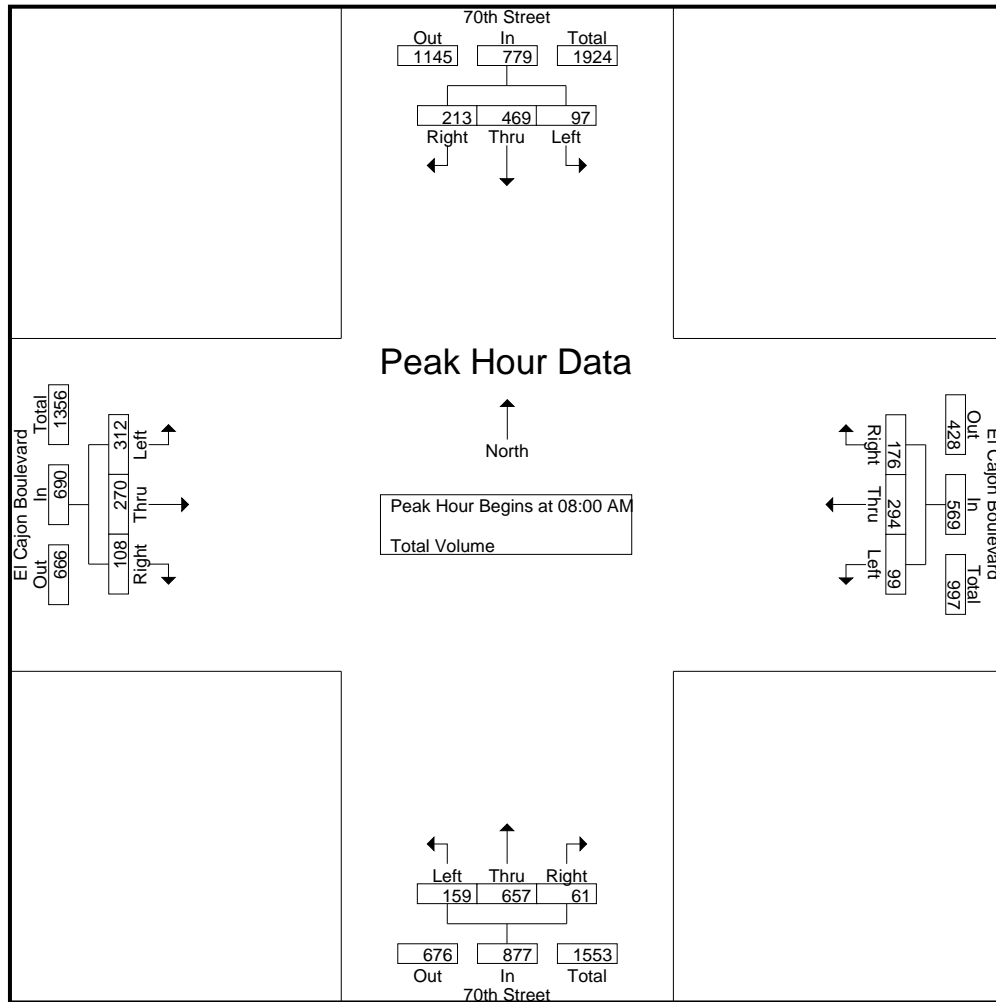 70th Street
Out In Total
1145 779 1924
213 469 97
Right Thru Left
Peak Hour Data
North
Peak Hour Begins at 08:00 AM
Total Volume
El Cajon Boulevard
Total In Out
1356 690 666
312 270 108
Left Thru Right
El Cajon Boulevard
Out In Total
428 569 997
176 294 99
Right Thru Left
Left Thru Right
159 657 61
676 877 1553
Out In Total
70th Street